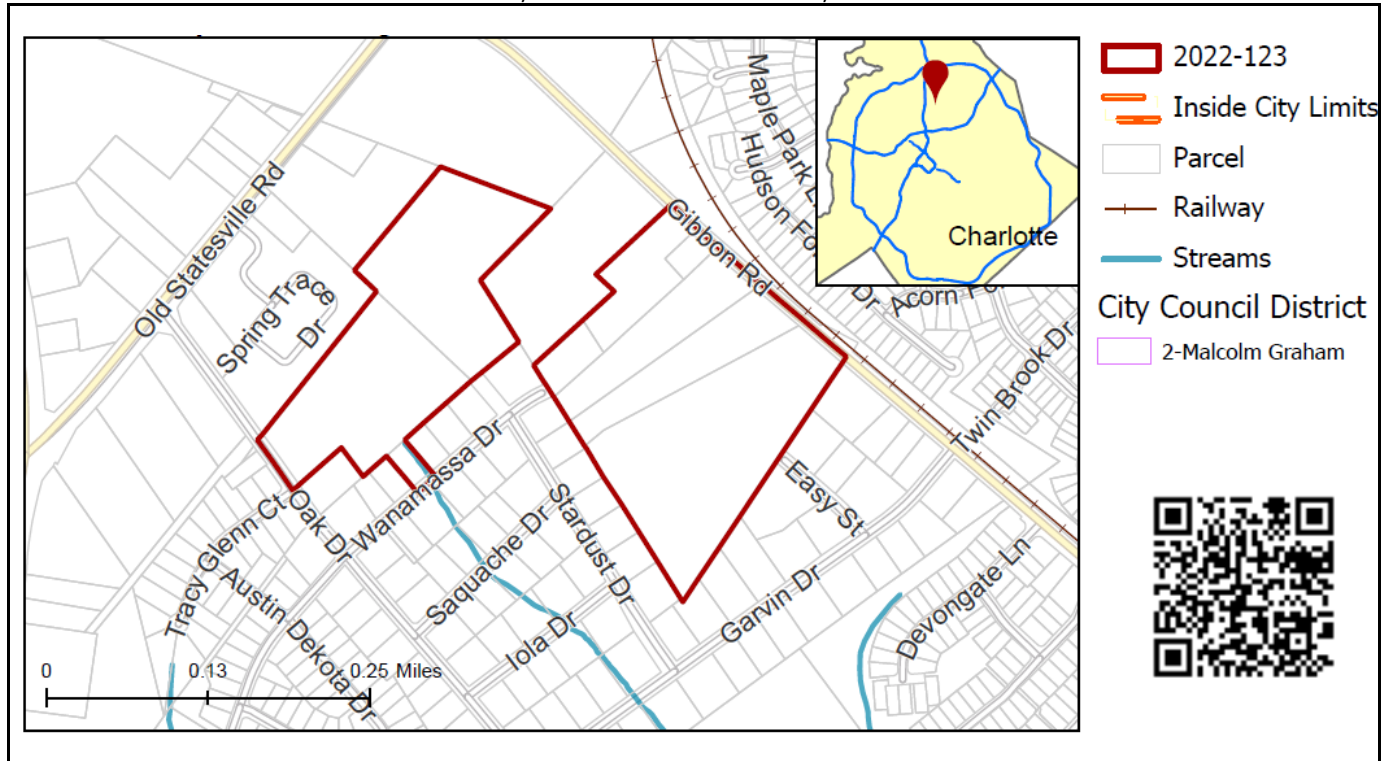 Maple Park L
Hudson Fo
Dr
Acorn Fo
Gibbon Rd
Old Statesville Rd
Spring Trace
Dr
Twin Brook Dr
Easy St
Wanamassa Dr
Stardust Dr
Saquache Dr
Oak Dr
Tracy Glenn Ct
Austin Dekota Dr
Iola Dr
Garvin Dr
Devongate Ln
0 0.13 0.25 Miles
Charlotte
2022-123
Inside City Limits
Parcel
Railway
Streams
City Council District
2-Malcolm Graham